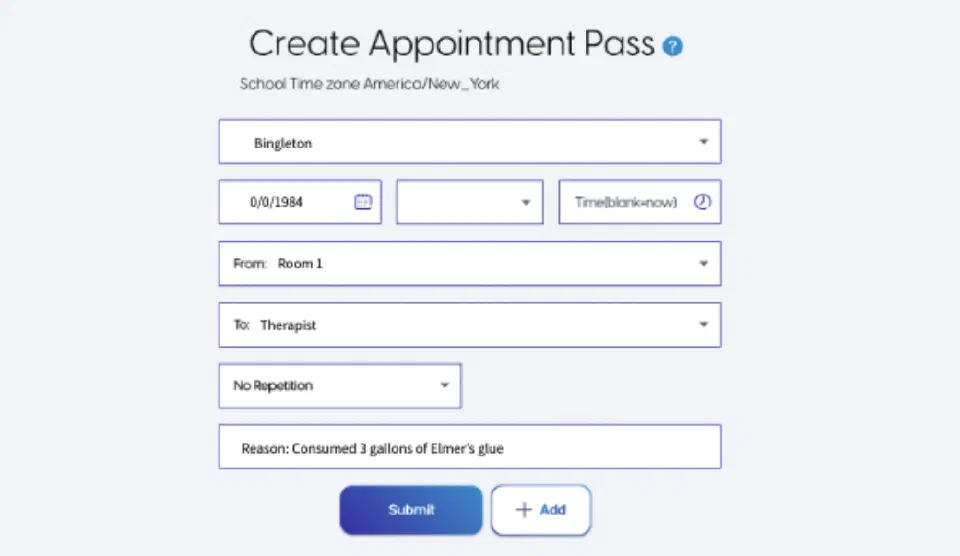 Create Appointment Pass ?
School Time zone America/New_York
Bingleton
0/0/1984 Time(blank=now)
From: Room 1
To: Therapist
No Repetition
Reason: Consumed 3 gallons of Elmer's glue
Submit + Add